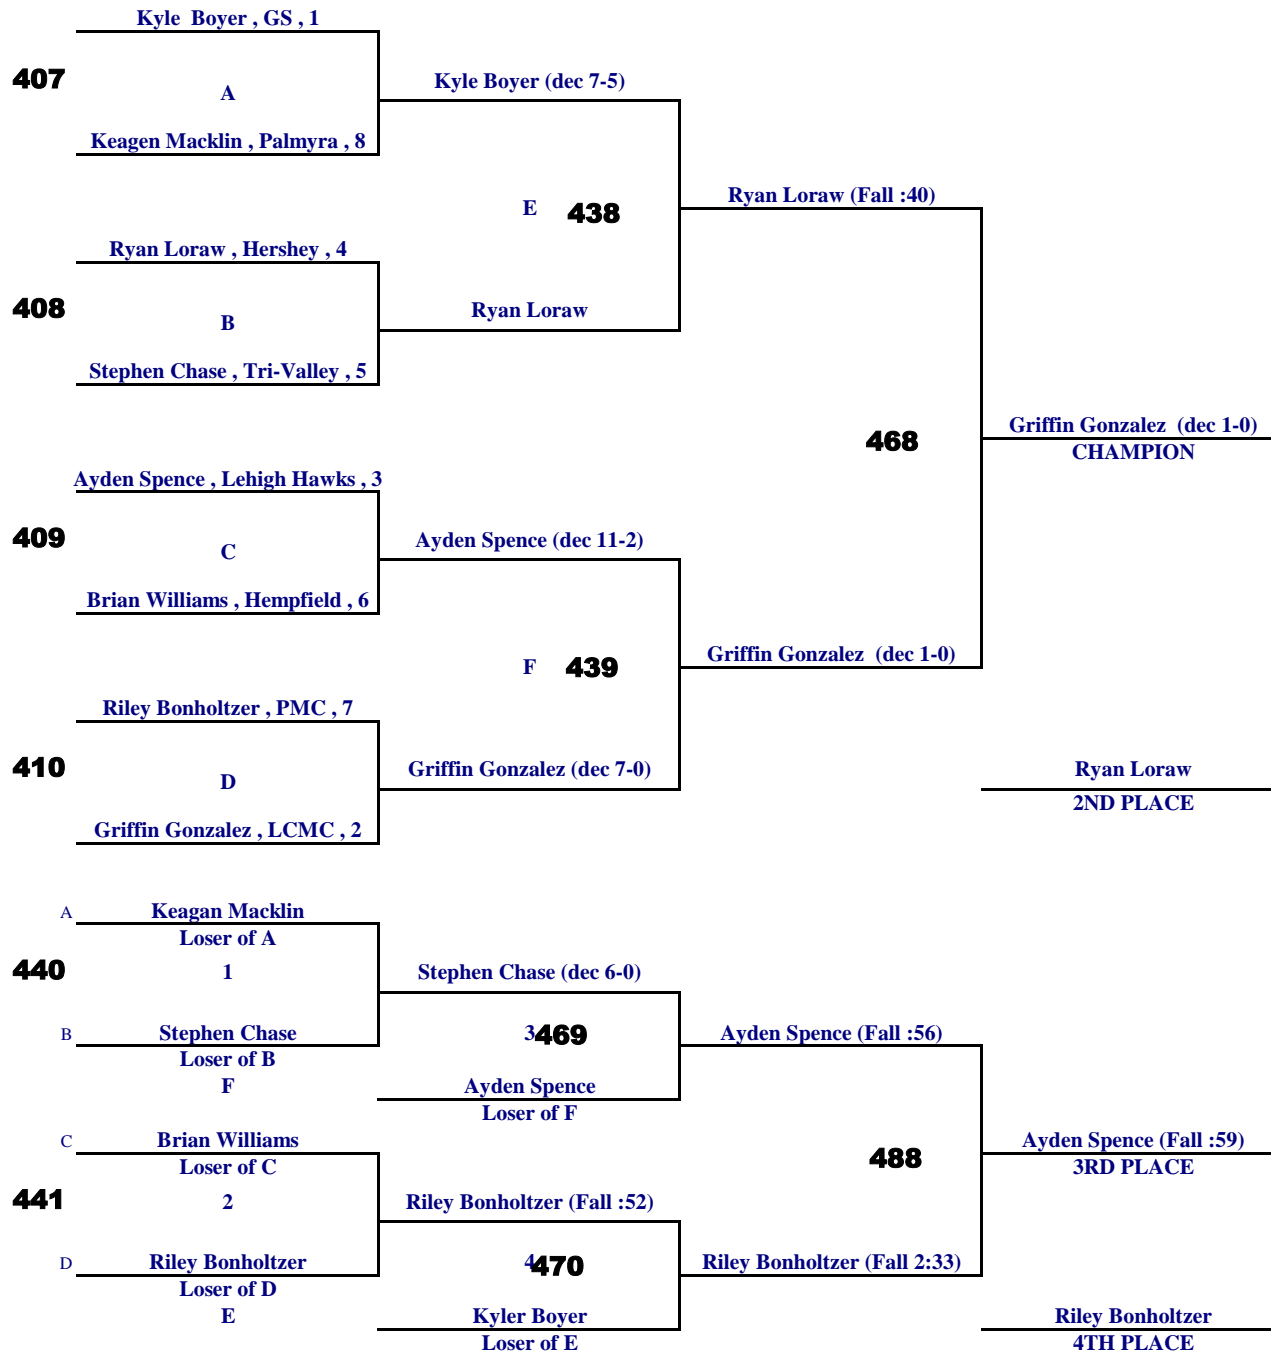 Kyle  Boyer , GS , 1
407
A
Kyle Boyer (dec 7-5)
Keagen Macklin , Palmyra , 8
E
438
Ryan Loraw (Fall :40)
Ryan Loraw , Hershey , 4
408
B
Ryan Loraw
Stephen Chase , Tri-Valley , 5
468
Griffin Gonzalez  (dec 1-0)
CHAMPION
Ayden Spence , Lehigh Hawks , 3
409
C
Ayden Spence (dec 11-2)
Brian Williams , Hempfield , 6
F
439
Griffin Gonzalez  (dec 1-0)
Riley Bonholtzer , PMC , 7
410
D
Griffin Gonzalez (dec 7-0)
Ryan Loraw
2ND PLACE
Griffin Gonzalez , LCMC , 2
A
Keagan Macklin
Loser of A
440
1
Stephen Chase (dec 6-0)
B
Stephen Chase
Loser of B
3
469
Ayden Spence (Fall :56)
F
Ayden Spence
Loser of F
C
Brian Williams
Loser of C
488
Ayden Spence (Fall :59)
3RD PLACE
441
2
Riley Bonholtzer (Fall :52)
D
Riley Bonholtzer
Loser of D
4
470
Riley Bonholtzer (Fall 2:33)
E
Kyler Boyer
Loser of E
Riley Bonholtzer
4TH PLACE